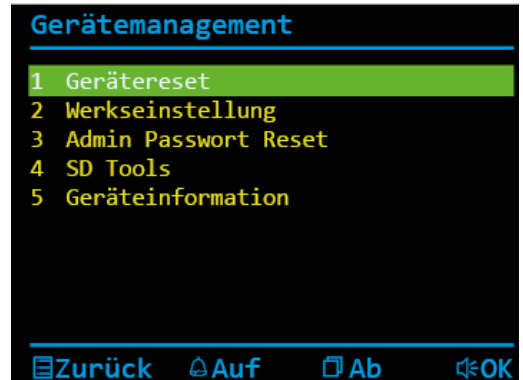 Gerätemanagement
1 Gerätereset
2 Werkseinstellung
3 Admin Passwort Reset
4 SD Tools
5 Geräteinformation
Zurück Auf Ab OK